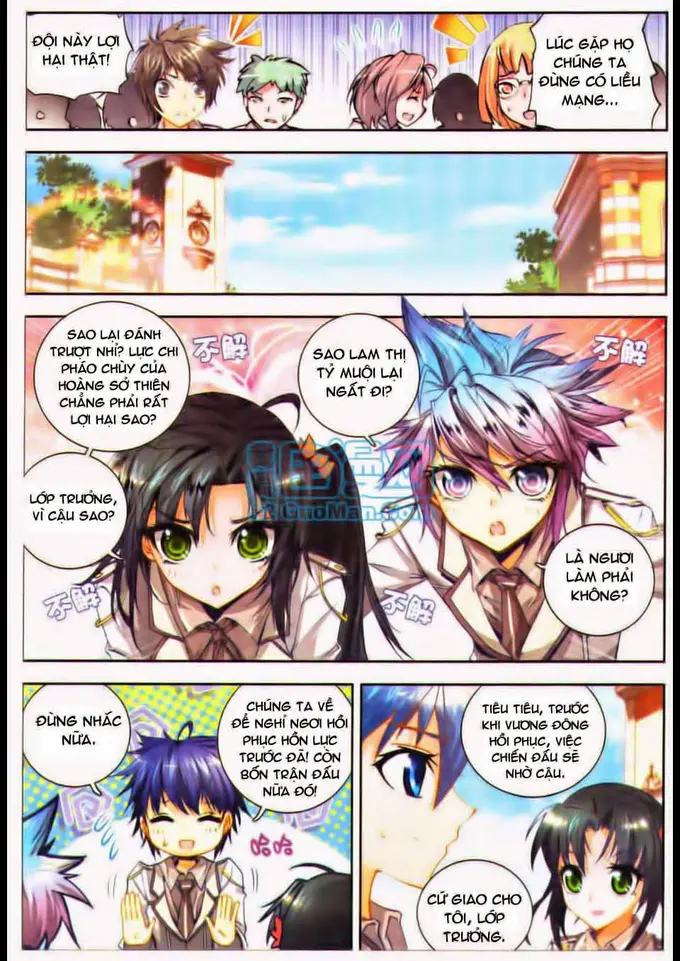 ĐỘI NÀY LỢI
HẠI THẬT!
LÚC GẶP HỌ
CHÚNG TA
ĐỪNG CÓ LIỀU
MẠNG...
SAO LẠI ĐÁNH
TRƯỢT NHỈ? LỰC CHI
PHÁO CHÙY CỦA
HOÀNG SỞ THIÊN
CHẲNG PHẢI RẤT
LỢI HẠI SAO?
不解
SAO LAM THỊ
TỶ MUỘI LẠI
NGẤT ĐI?
不解
LỚP TRƯỞNG,
VÌ CẬU SAO?
LÀ NGƯƠI
LÀM PHẢI
KHÔNG?
不解
不解
ĐỪNG NHẮC
NỮA.
CHÚNG TA VỀ
ĐỂ NGHỈ NGƠI HỒI
PHỤC HỒN LỰC
TRƯỚC ĐÃ! CÒN
BỐN TRẬN ĐẤU
NỮA ĐÓ!
哈哈
TIÊU TIÊU, TRƯỚC
KHI VƯƠNG ĐÔNG
HỒI PHỤC, VIỆC
CHIẾN ĐẤU SẼ
NHỜ CẬU.
CỨ GIAO CHO
TÔI, LỚP
TRƯỞNG.